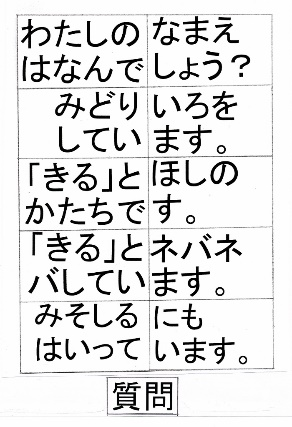 わたしの なまえ
はなんで しょう？
みどり いろを
してい ます。
「きる」と ほしの
かたちで す。
「きる」と ネバネ
バしてい ます。
みそしる にも
はいって います。
質問